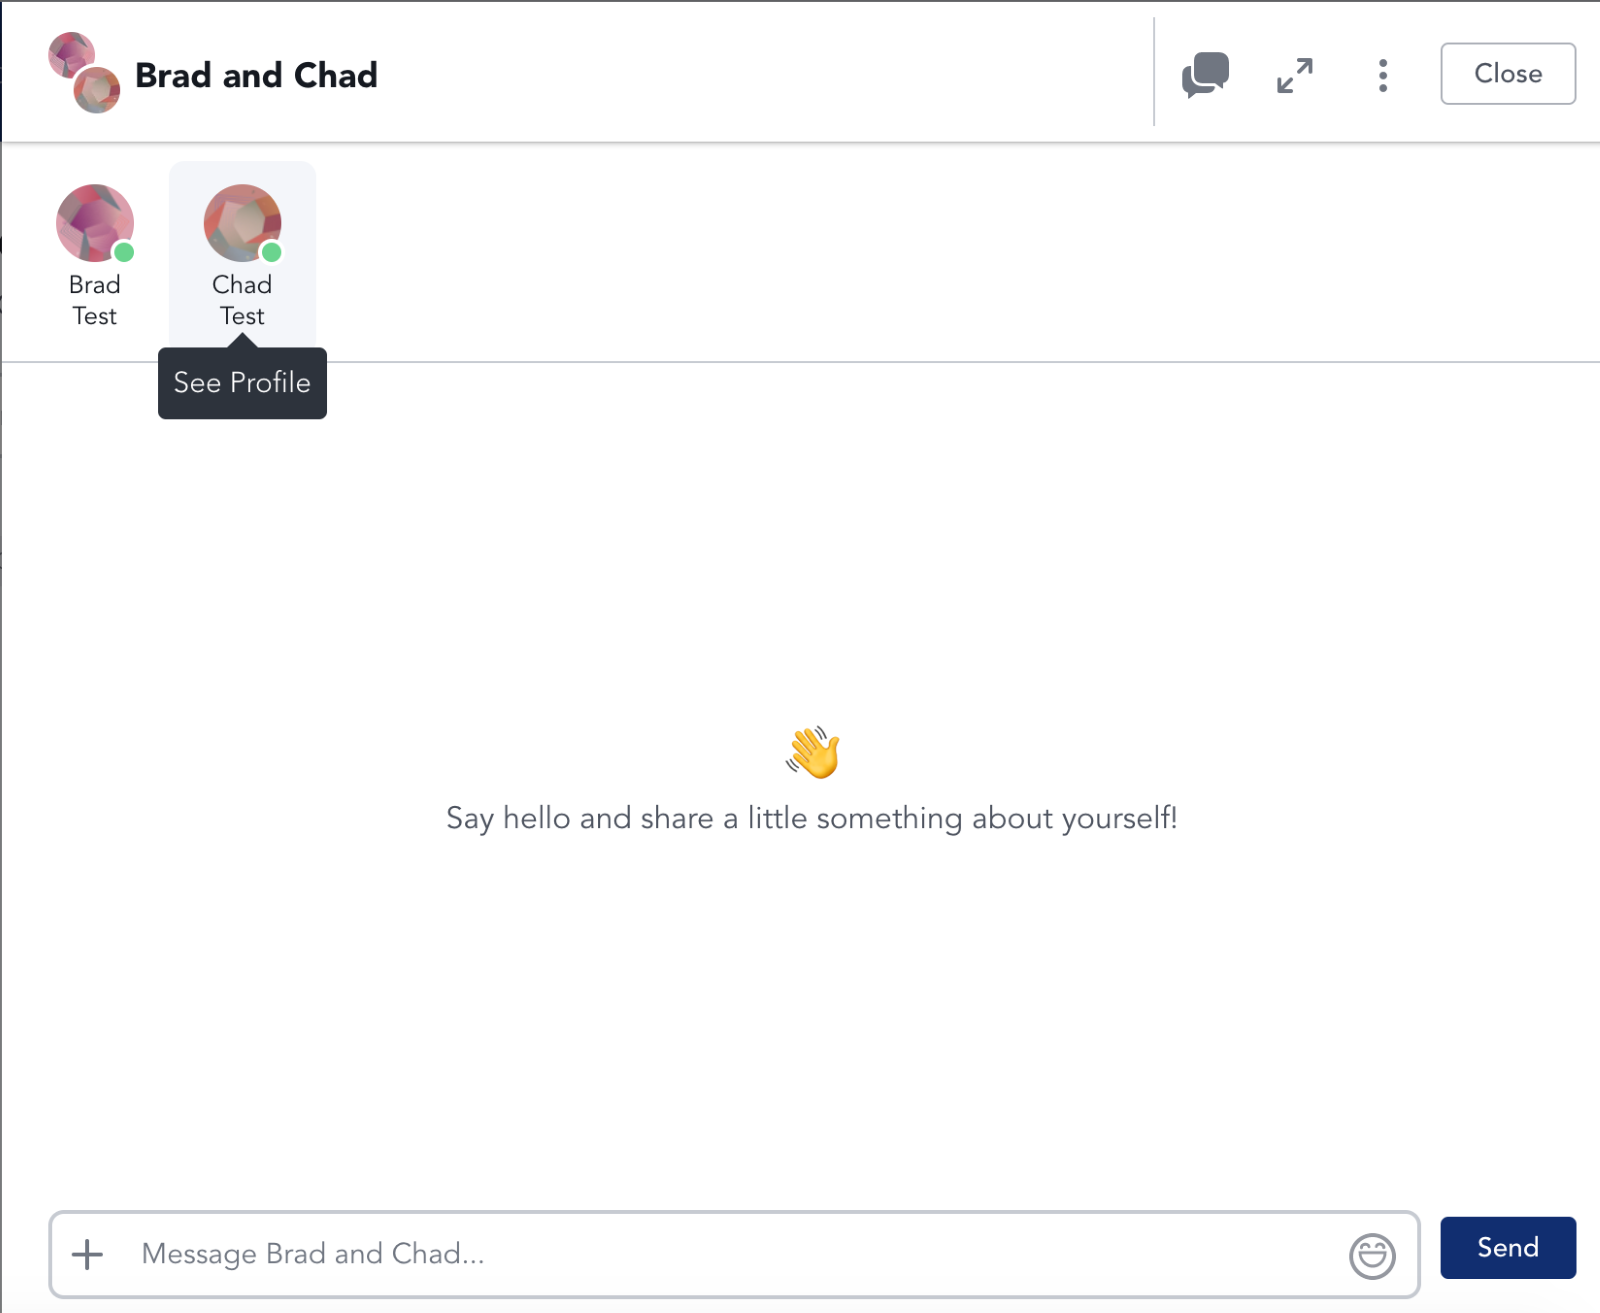 Brad and Chad
Close
Brad
Test
Chad
Test
See Profile
Say hello and share a little something about yourself!
Message Brad and Chad...
Send